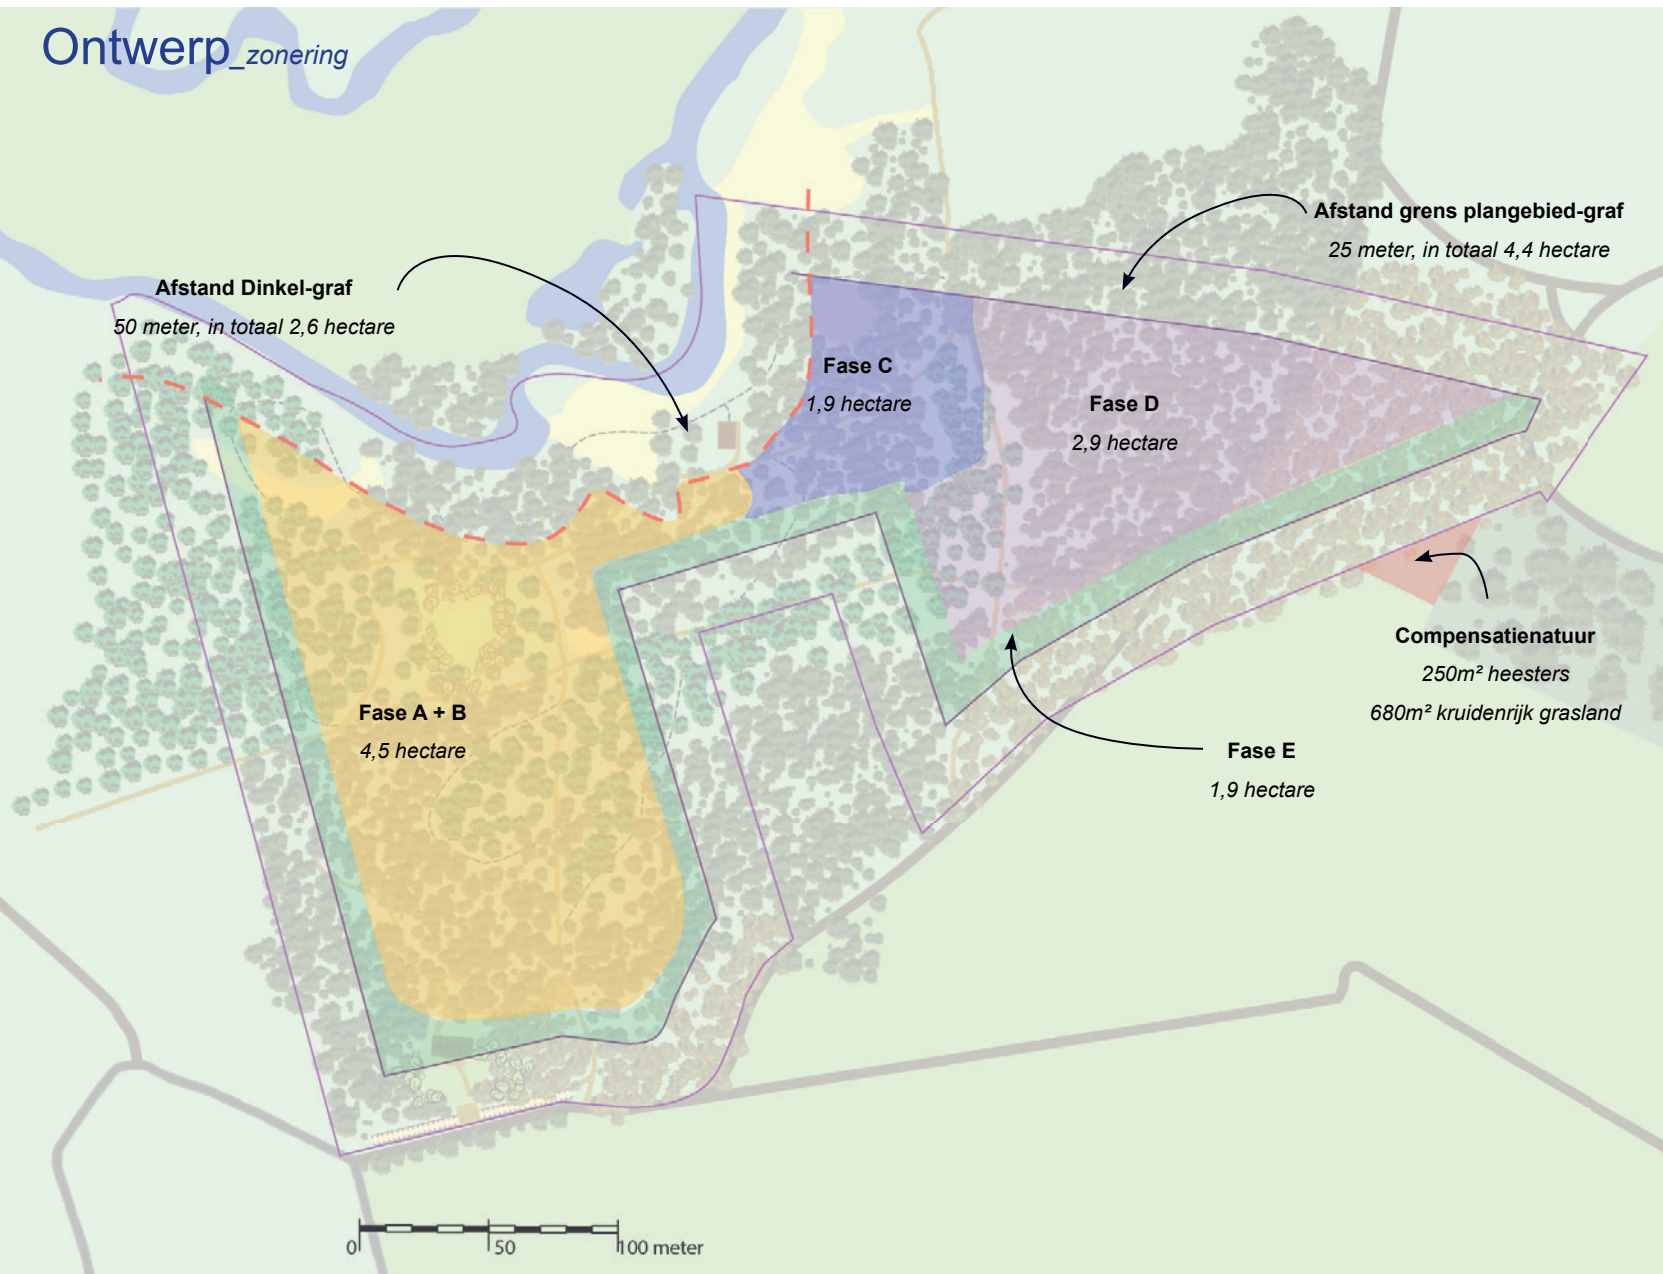 Ontwerp_zonering
Afstand grens plangebied-graf
25 meter, in totaal 4,4 hectare
Afstand Dinkel-graf
50 meter, in totaal 2,6 hectare
Fase C
1,9 hectare
Fase D
2,9 hectare
Compensatienatuur
250m² heesters
680m² kruidenrijk grasland
Fase A + B
4,5 hectare
Fase E
1,9 hectare
0 50 100 meter